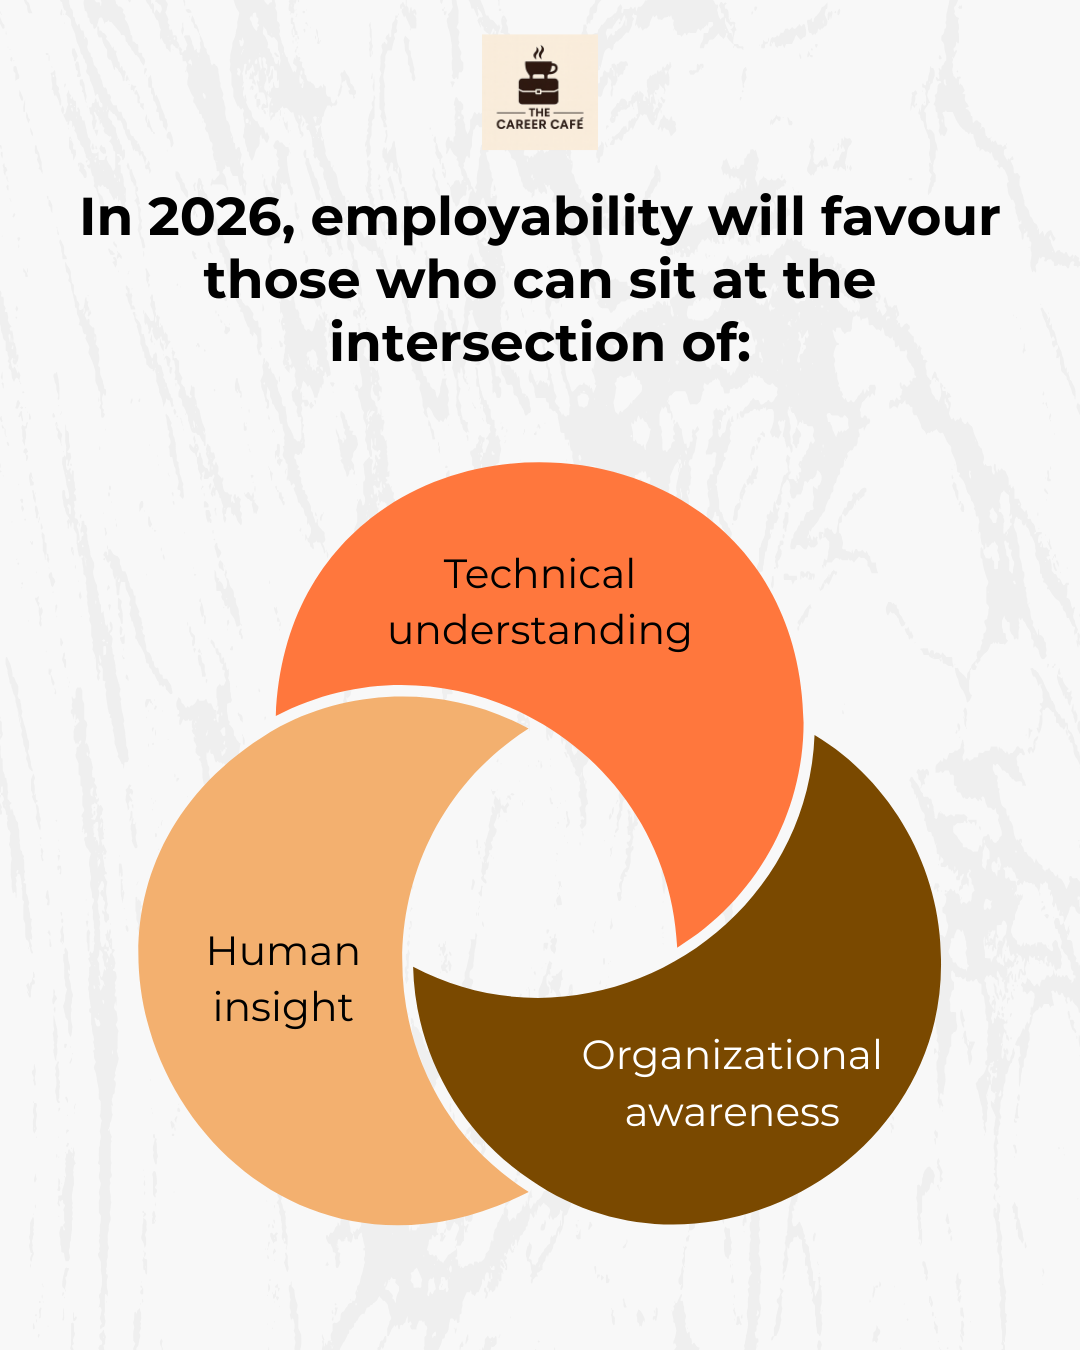 THE
CAREER CAFÉ
In 2026, employability will favour
those who can sit at the
intersection of:
Technical
understanding
Human
insight
Organizational
awareness